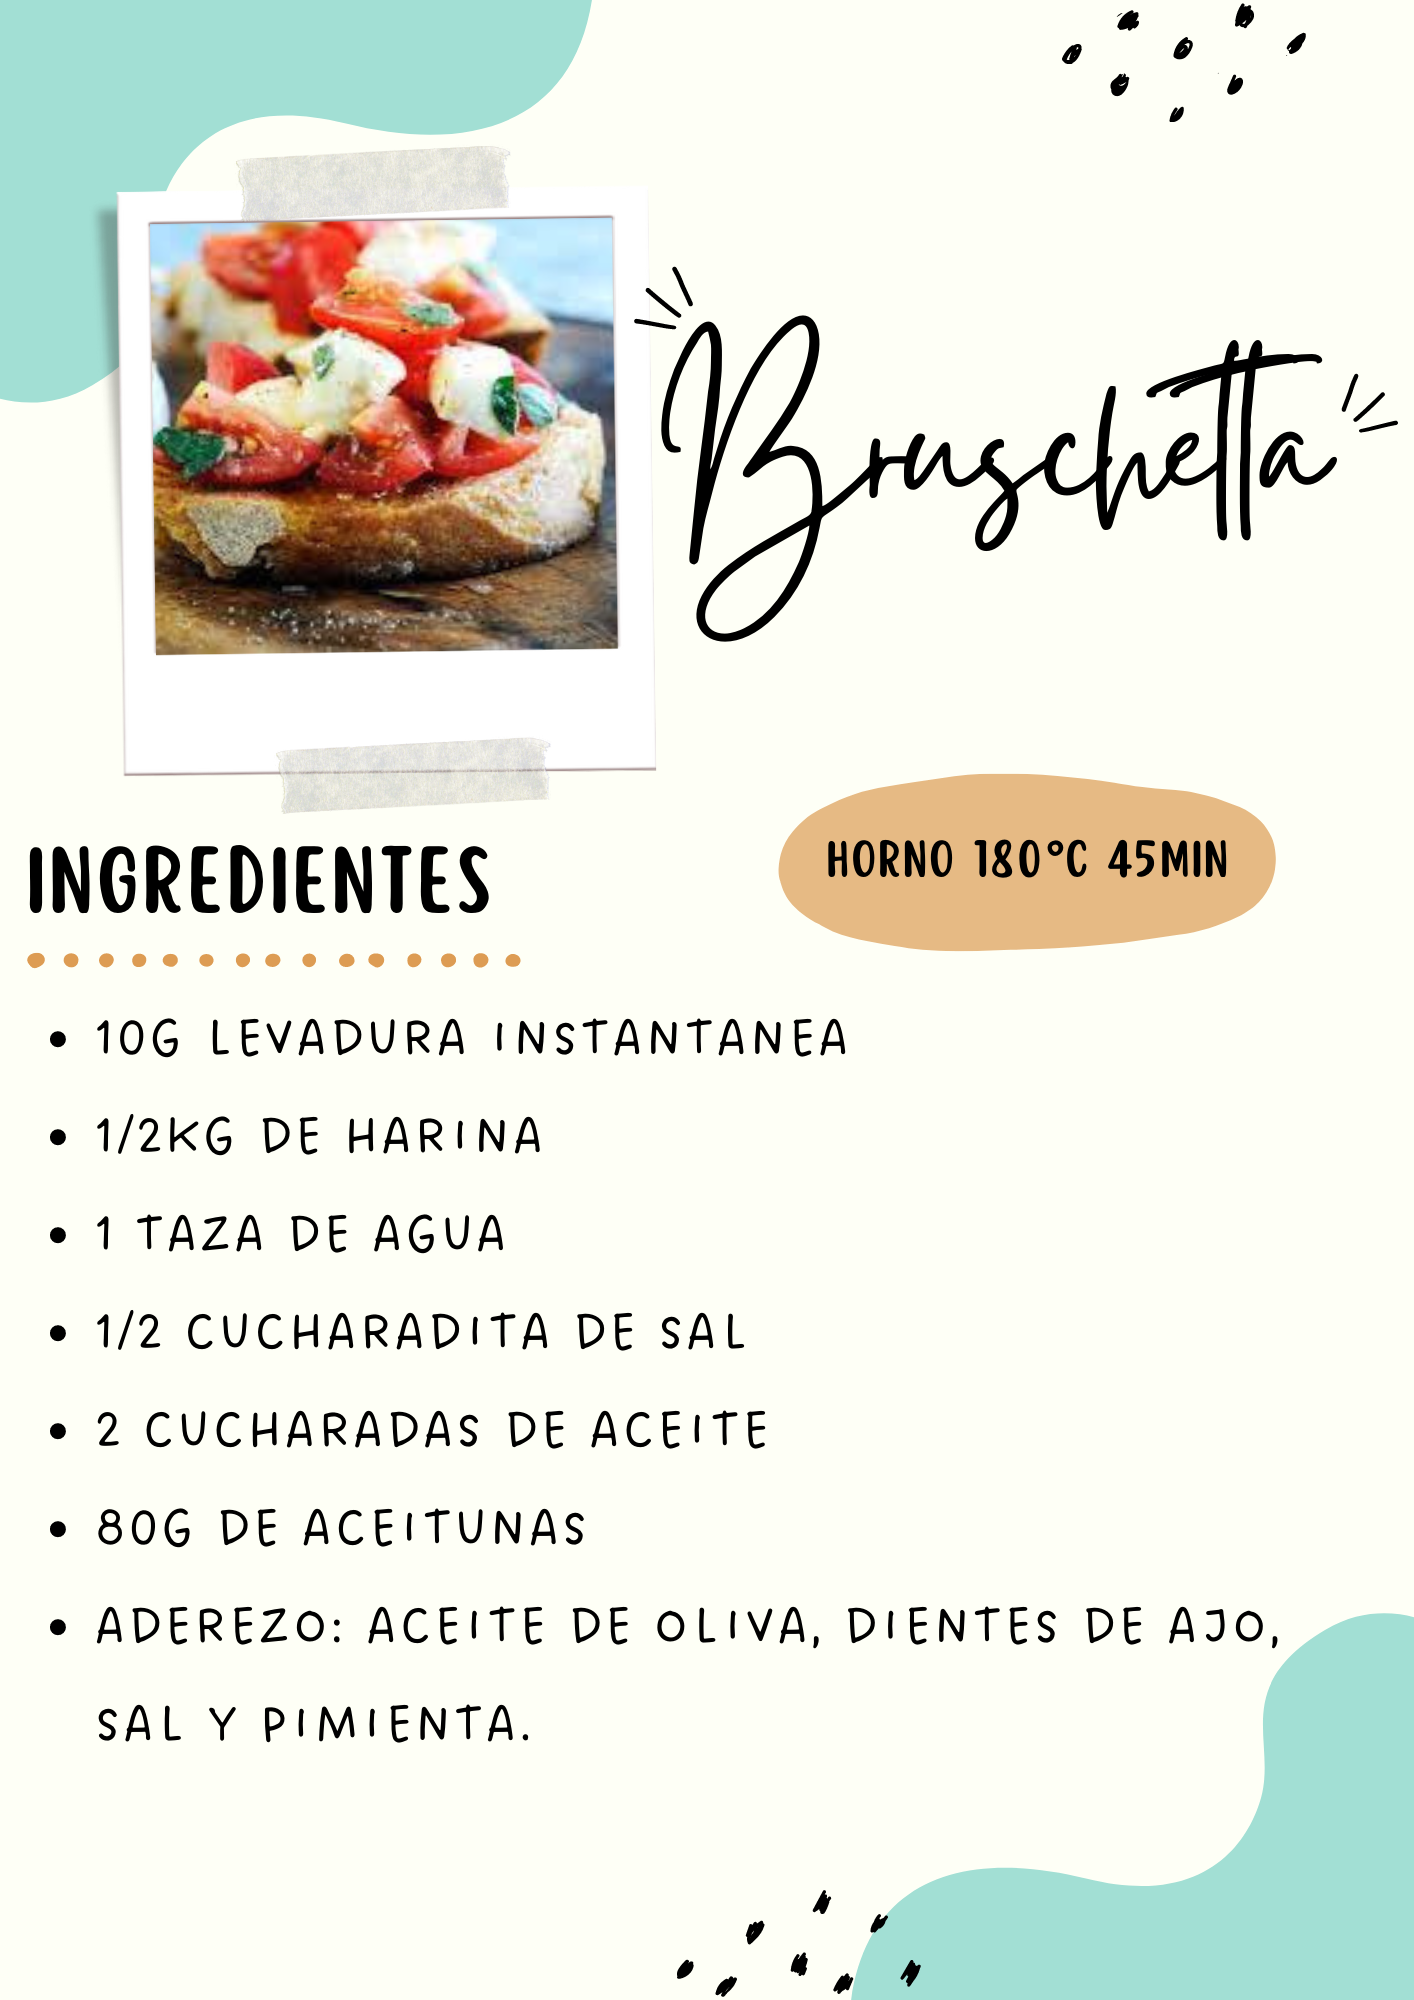 Bruschetta
INGREDIENTES
HORNO 180°C 45MIN
• 10G LEVADURA INSTANTANEA
• 1/2KG DE HARINA
• 1 TAZA DE AGUA
• 1/2 CUCHARADITA DE SAL
• 2 CUCHARADAS DE ACEITE
• 80G DE ACEITUNAS
• ADEREZO: ACEITE DE OLIVA, DIENTES DE AJO,
SAL Y PIMIENTA.